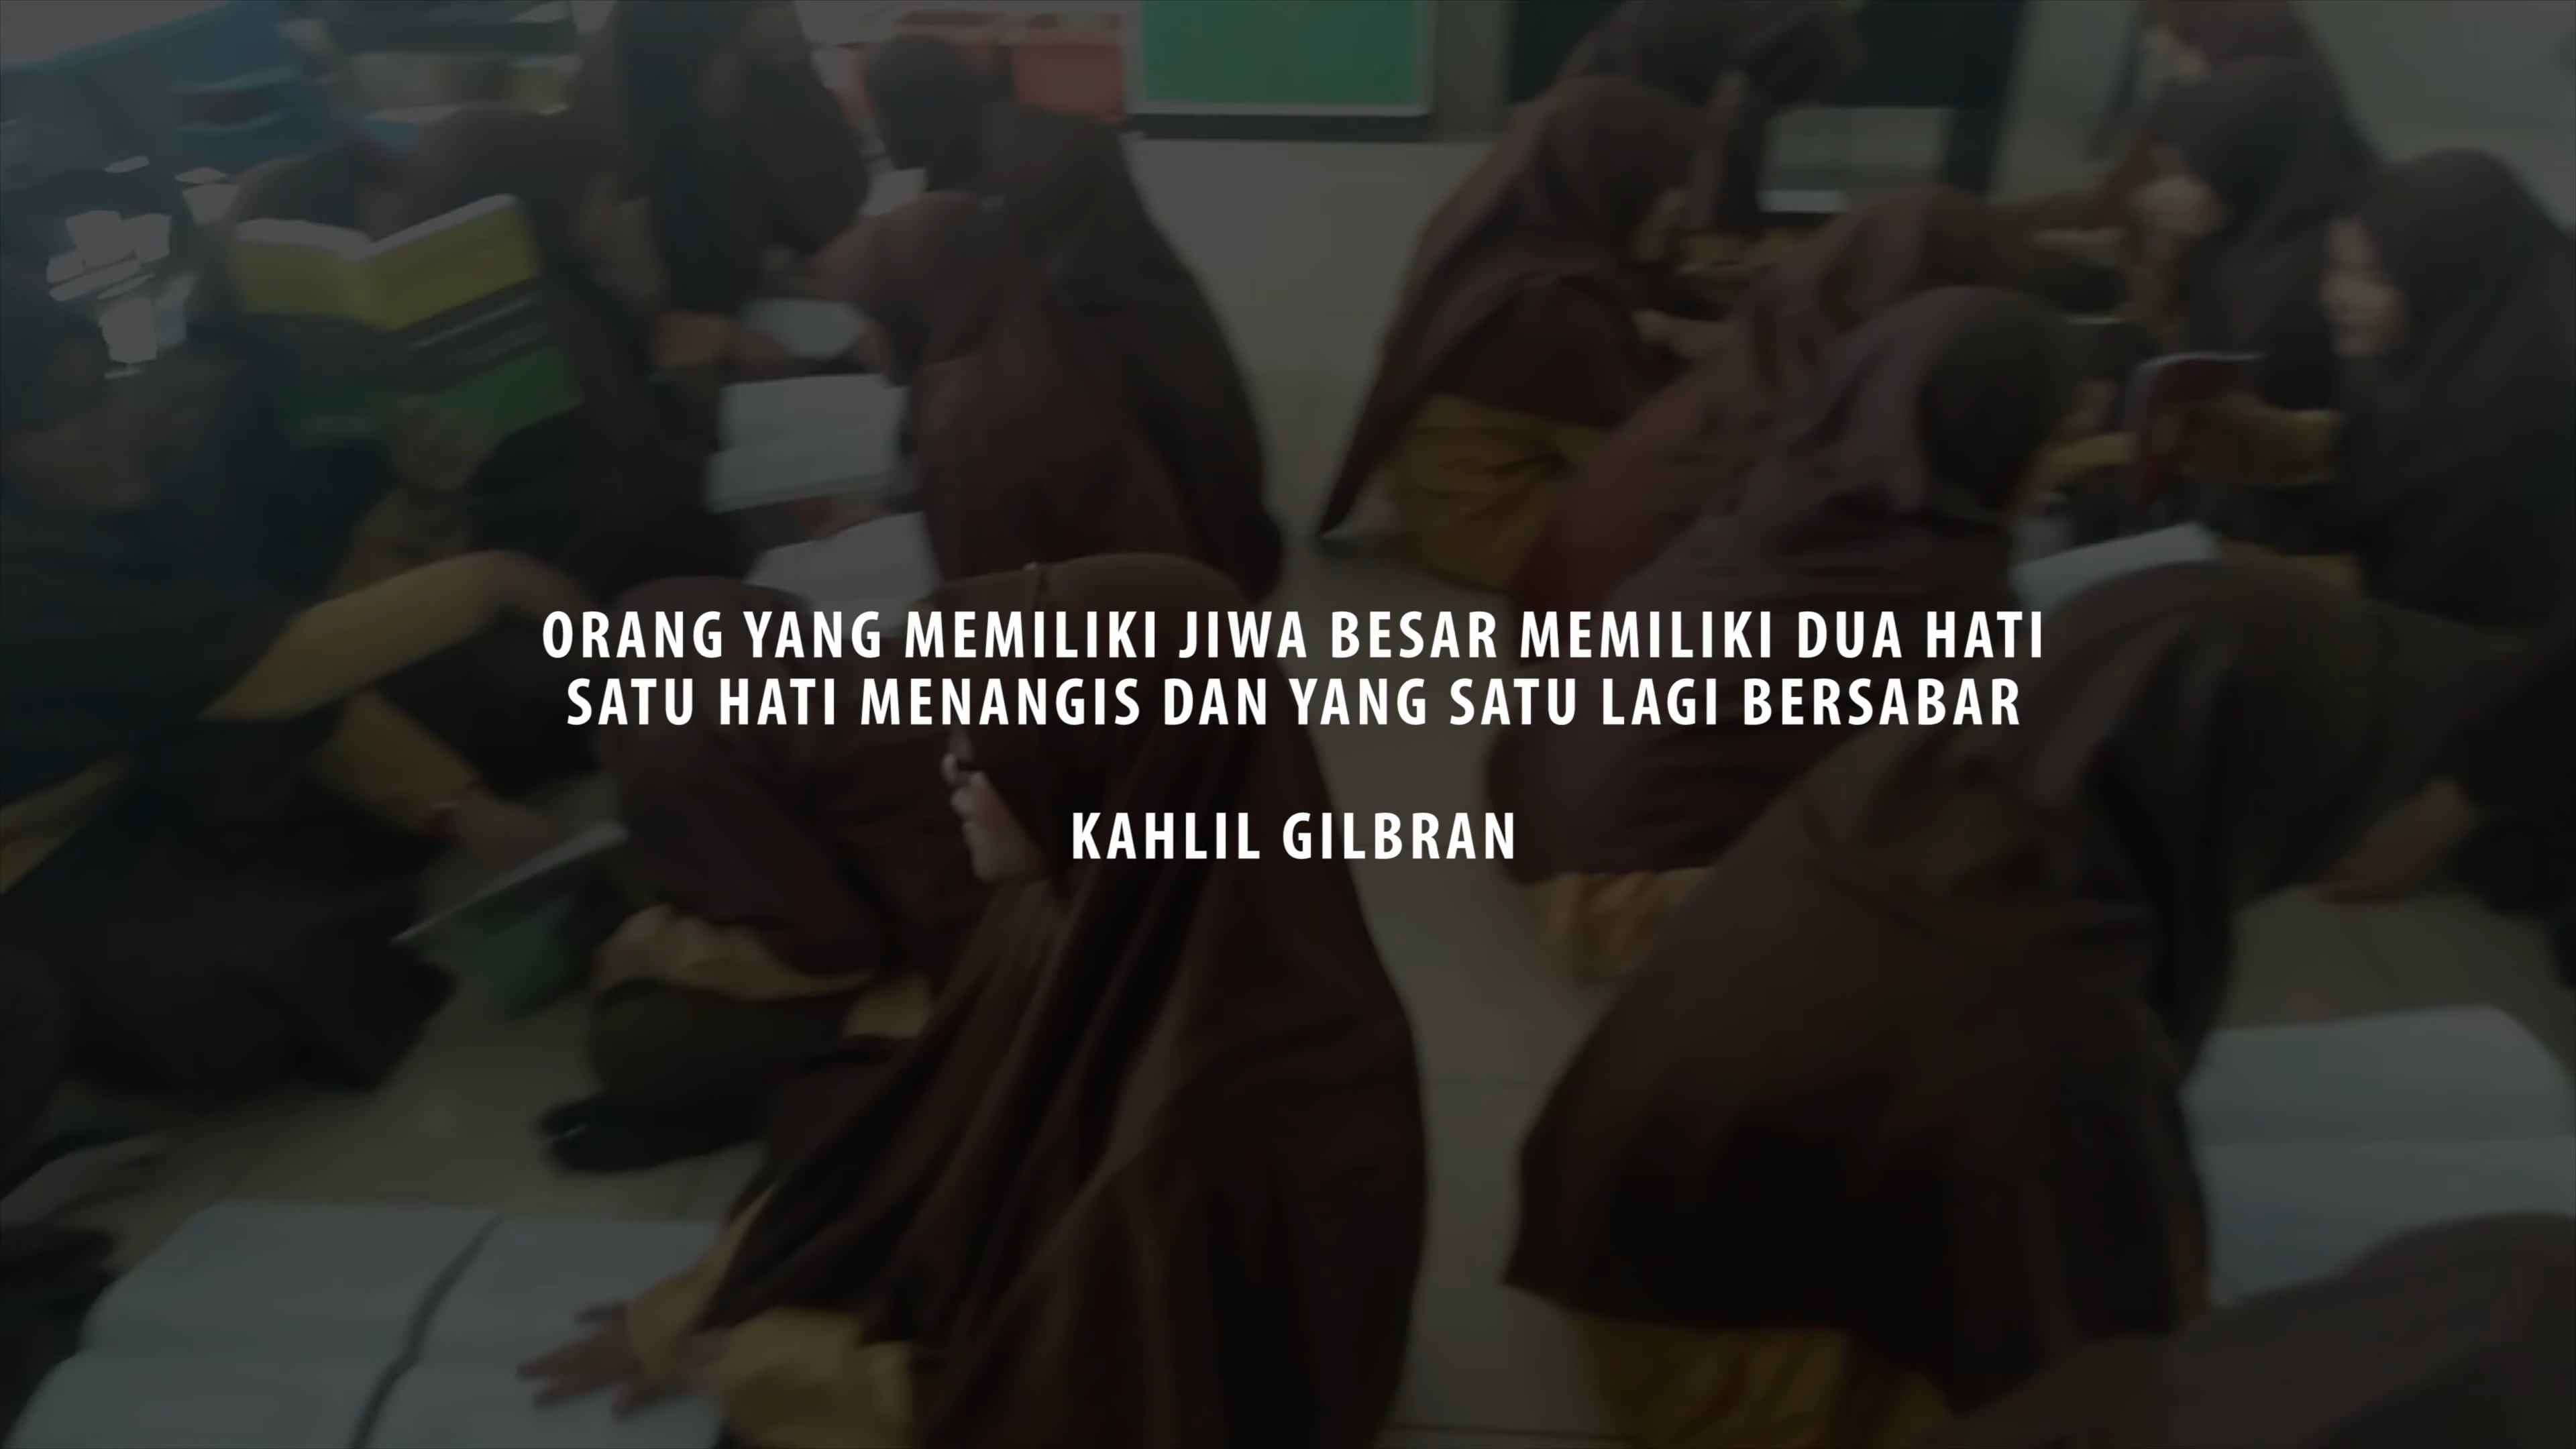 ORANG YANG MEMILIKI JIWA BESAR MEMILIKI DUA HATI
SATU HATI MENANGIS DAN YANG SATU LAGI BERSABAR
KAHLIL GILBRAN